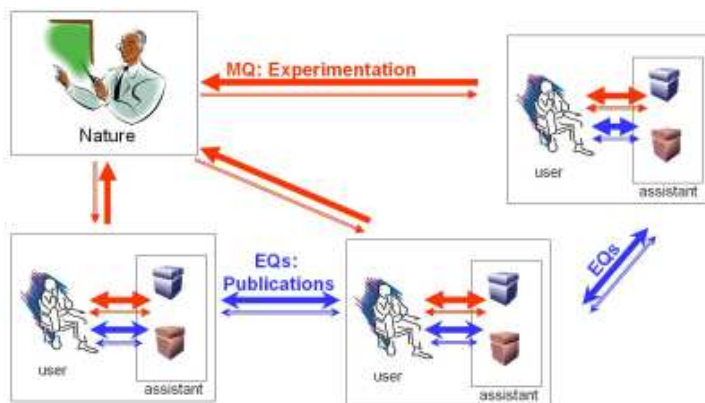 MQ: Experimentation
Nature
user
assistant
EQs:
Publications
EQs
user
assistant
user
assistant